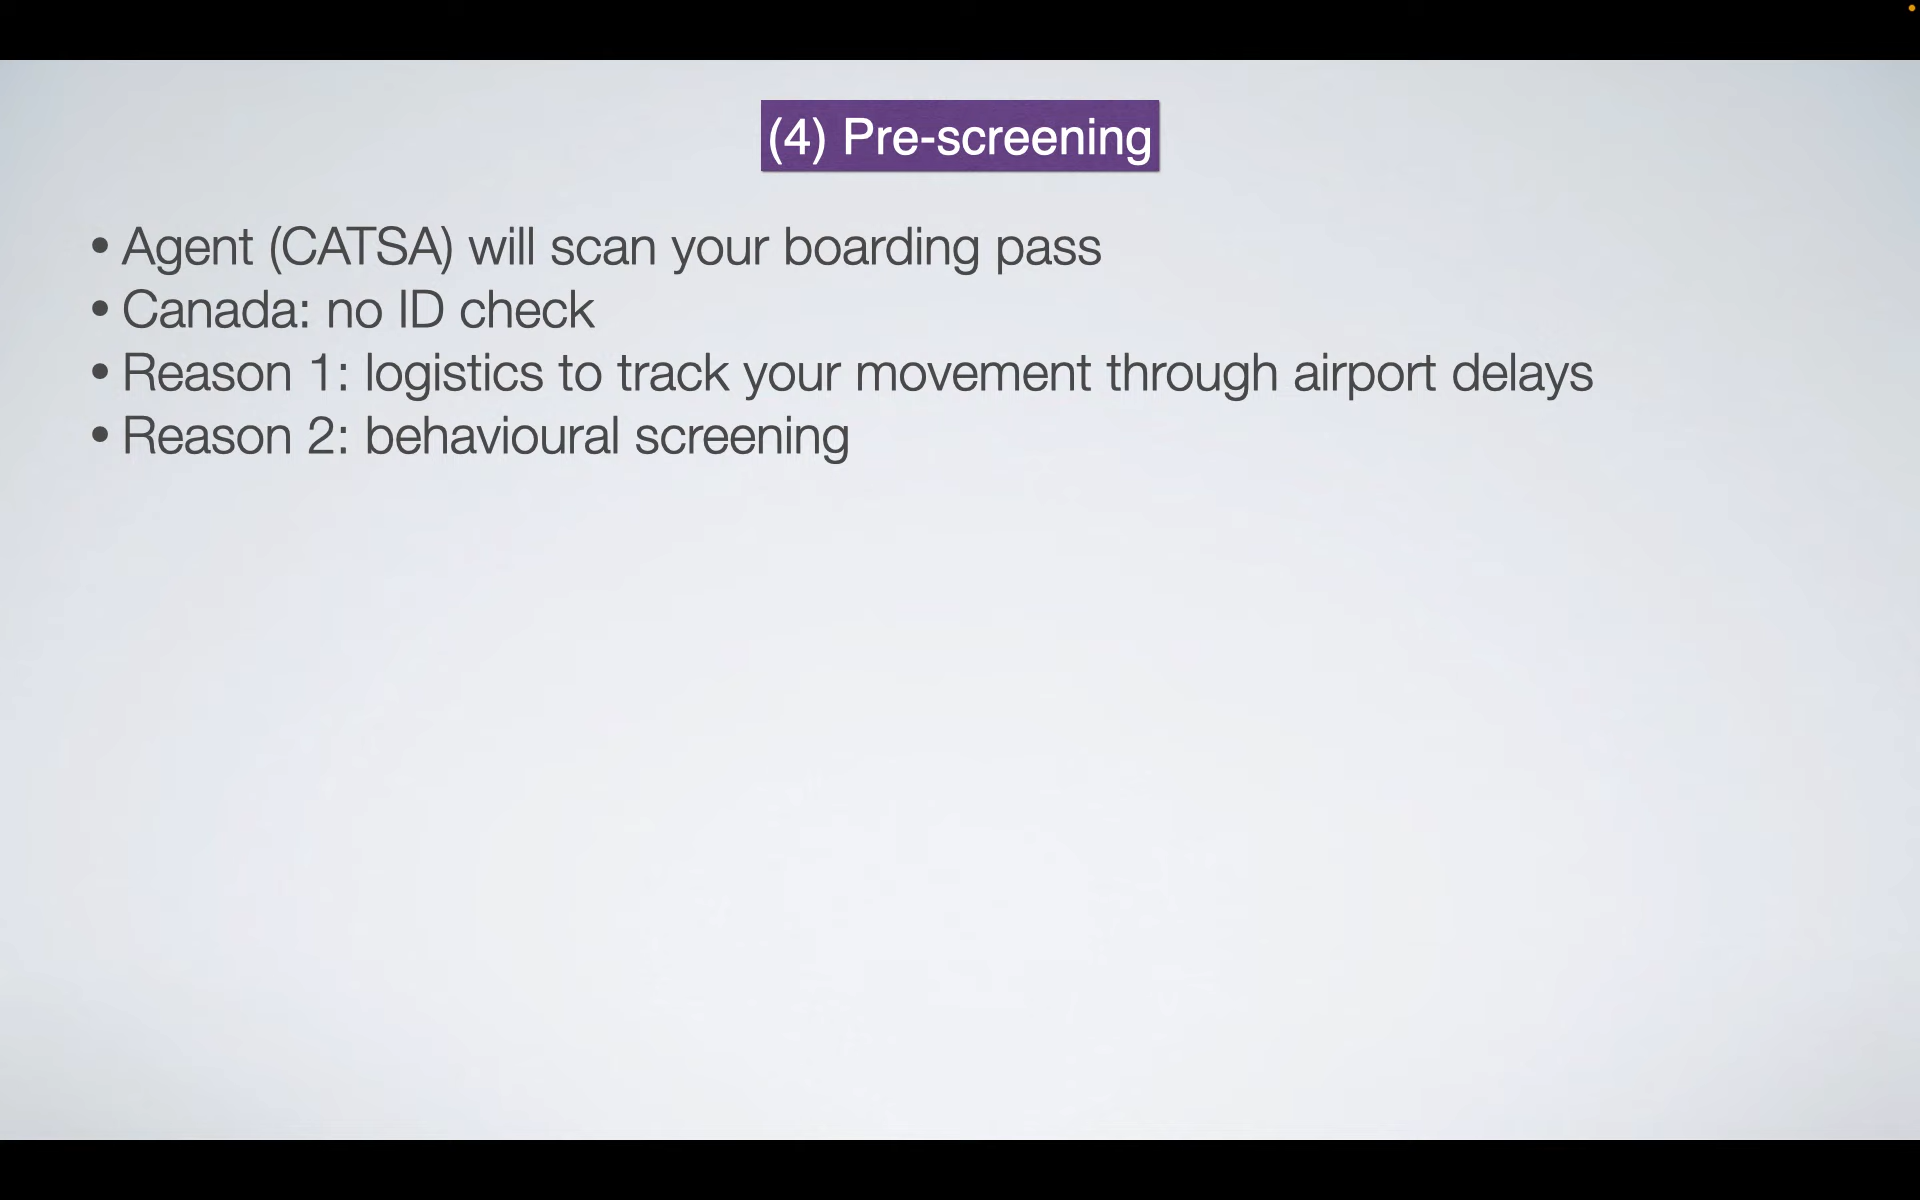 (4) Pre-screening
• Agent (CATSA) will scan your boarding pass
• Canada: no ID check
• Reason 1: logistics to track your movement through airport delays
• Reason 2: behavioural screening